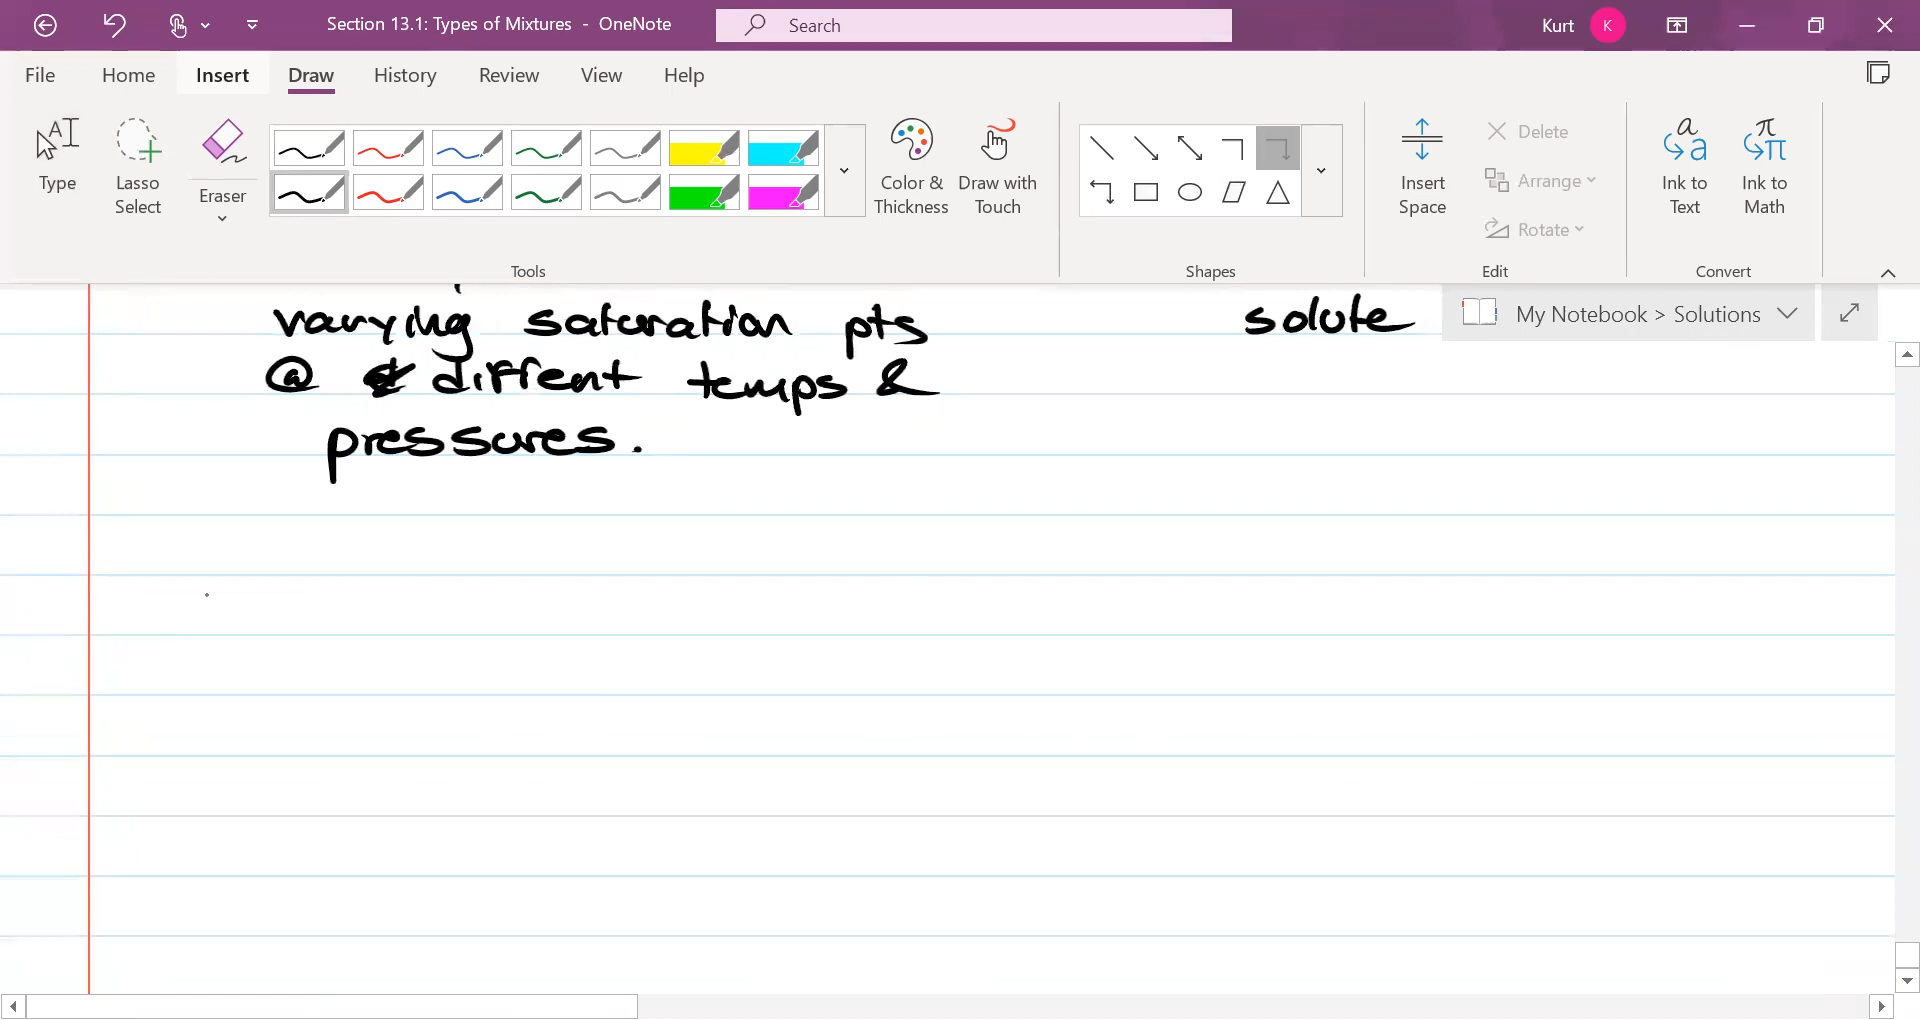 Section 13.1: Types of Mixtures - OneNote
Search
Kurt
K
File Home Insert Draw History Review View Help
Type
Lasso Select
Eraser
Color & Thickness
Draw with Touch
Insert Space
Delete
Arrange
Rotate
Ink to Text
Ink to Math
Tools
Shapes
Edit
Convert
My Notebook > Solutions
varying saturation pts solute
@ diffent temps &
pressures.